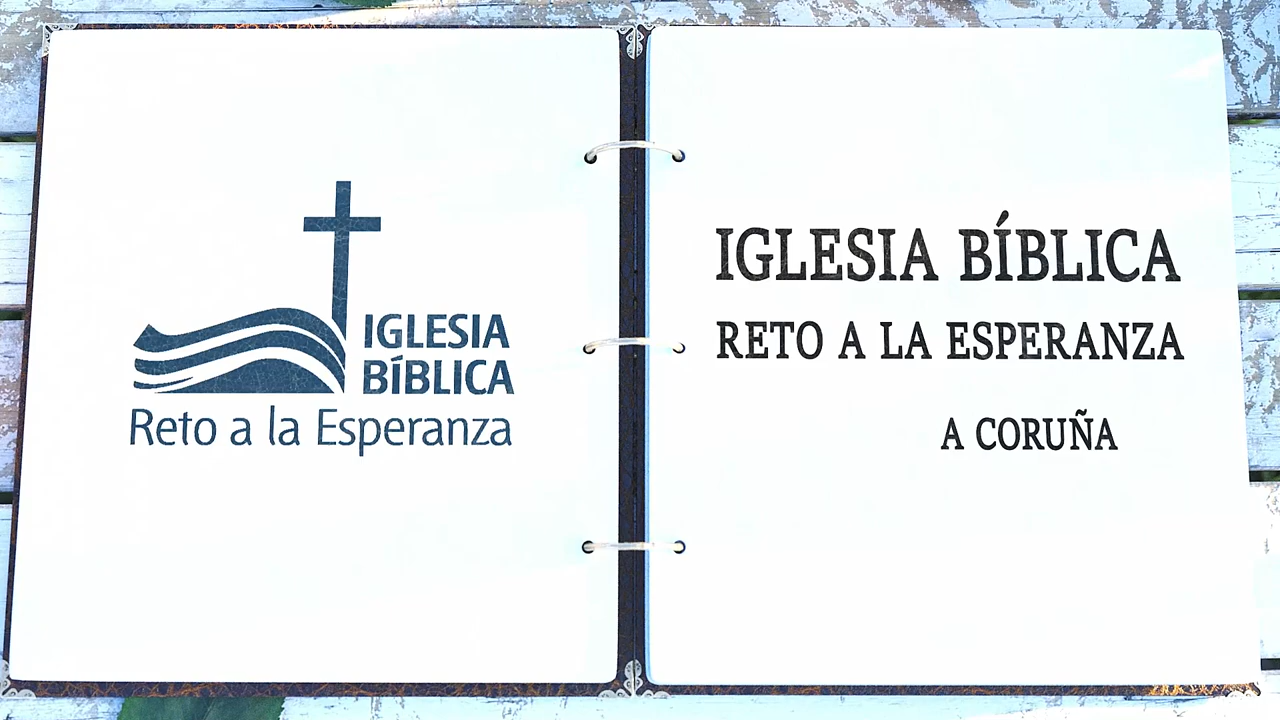 IGLESIA
BÍBLICA
Reto a la Esperanza
IGLESIA BÍBLICA
RETO A LA ESPERANZA
A CORUÑA